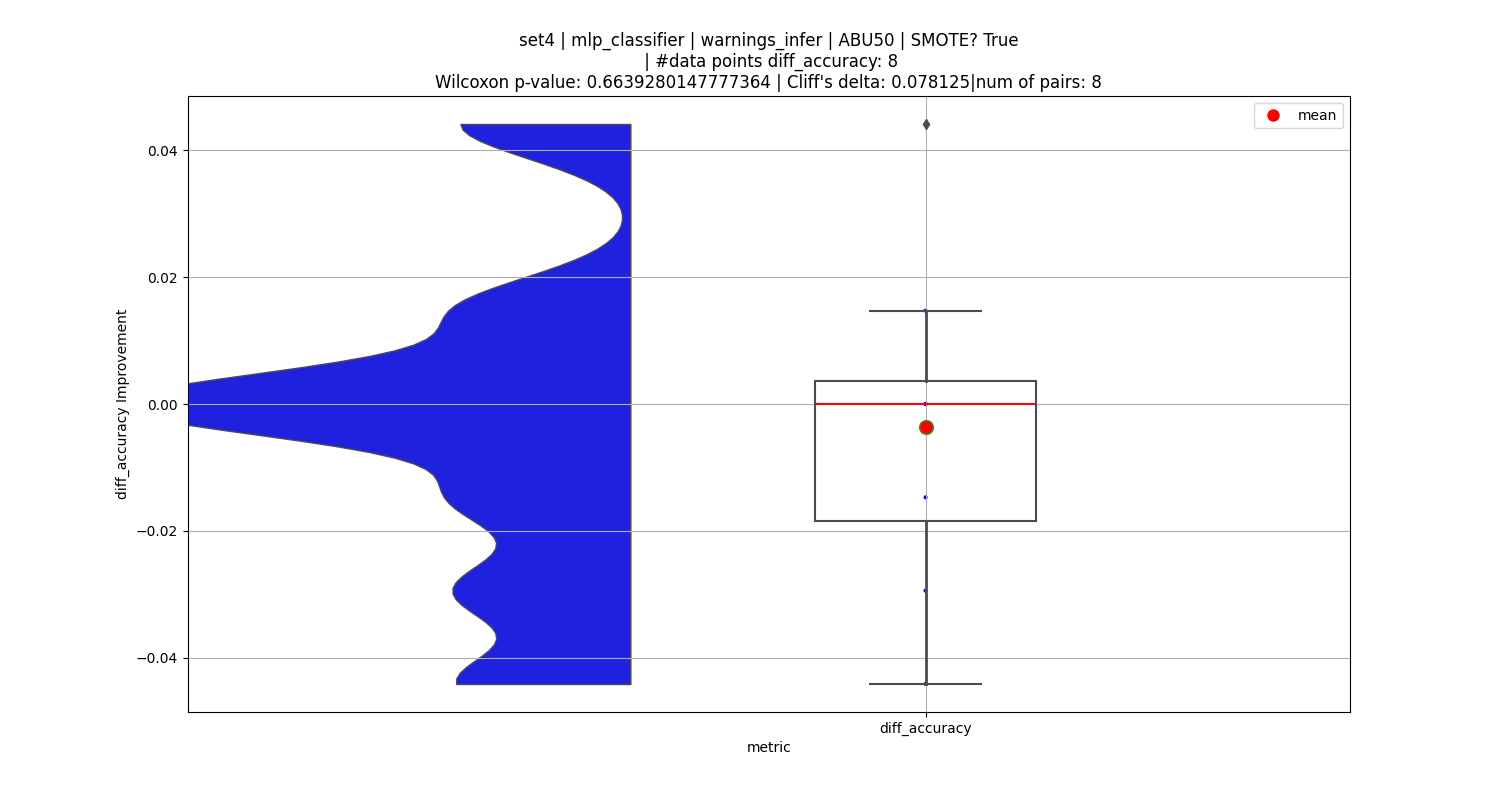 set4 | mlp_classifier | warnings_infer | ABU50 | SMOTE? True
| #data points diff_accuracy: 8
Wilcoxon p-value: 0.6639280147777364 | Cliff's delta: 0.078125|num of pairs: 8
mean
0.04
0.02
0.00
−0.02
−0.04
diff_accuracy Improvement
diff_accuracy
metric